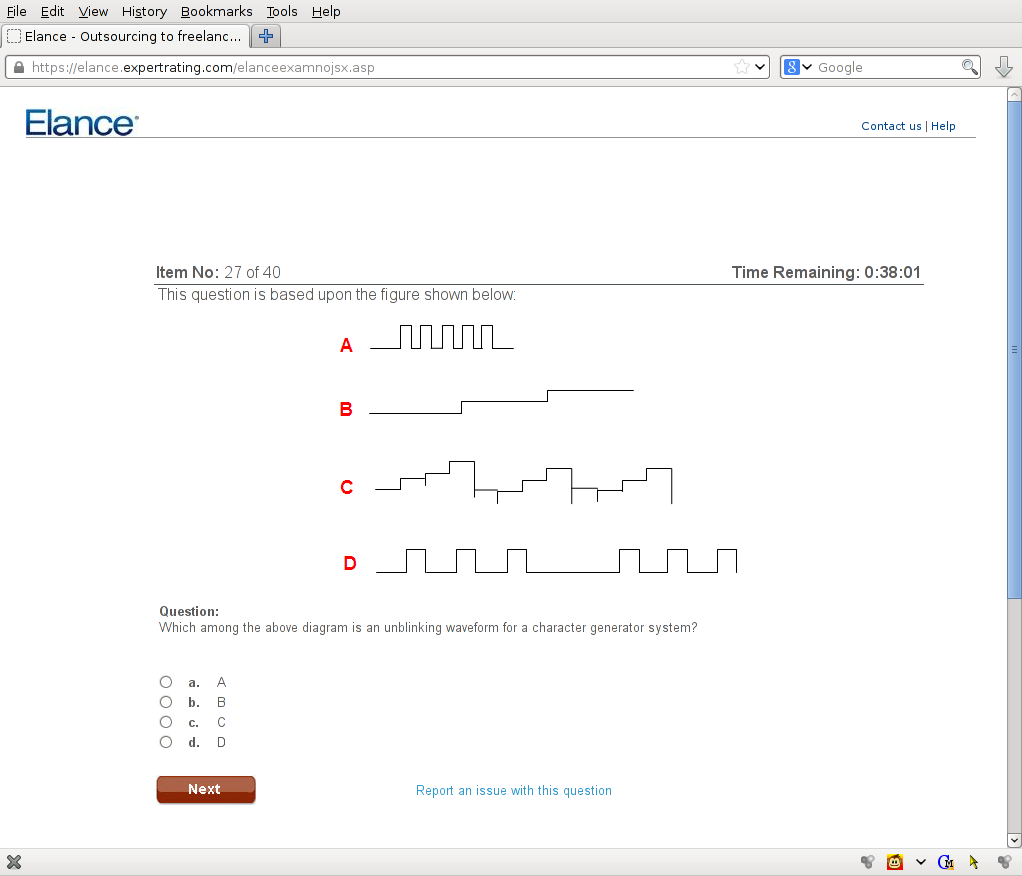 File Edit View History Bookmarks Tools Help
Elance - Outsourcing to freelanc...
https://elance.expertrating.com/elanceexamnojsx.asp
8 Google
Elance
Contact us | Help
Item No: 27 of 40 Time Remaining: 0:38:01
This question is based upon the figure shown below:
A
B
C
D
Question:
Which among the above diagram is an unblinking waveform for a character generator system?
a. A
b. B
c. C
d. D
Next
Report an issue with this question